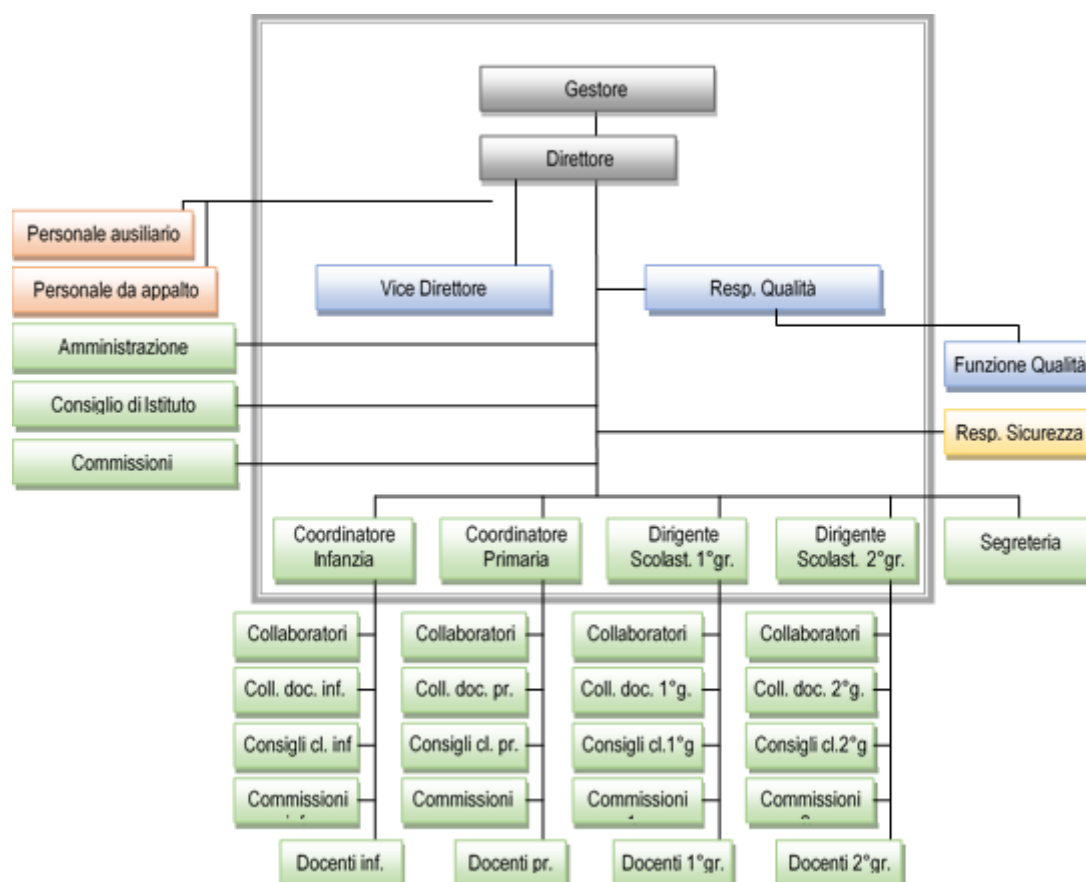 Gestore
Direttore
Personale ausiliario
Personale da appalto
Vice Direttore
Resp. Qualità
Amministrazione
Funzione Qualità
Consiglio di Istituto
Resp. Sicurezza
Commissioni
Coordinatore
Infanzia
Coordinatore
Primaria
Dirigente
Scolast. 1°gr.
Dirigente
Scolast. 2°gr.
Segreteria
Collaboratori
Collaboratori
Collaboratori
Collaboratori
Coll. doc. inf.
Coll. doc. pr.
Coll. doc. 1°g.
Coll. doc. 2°g.
Consigli cl. inf
Consigli cl. pr.
Consigli cl.1°g
Consigli cl.2°g
Commissioni
Commissioni
Commissioni
Commissioni
Docenti inf.
Docenti pr.
Docenti 1°gr.
Docenti 2°gr.